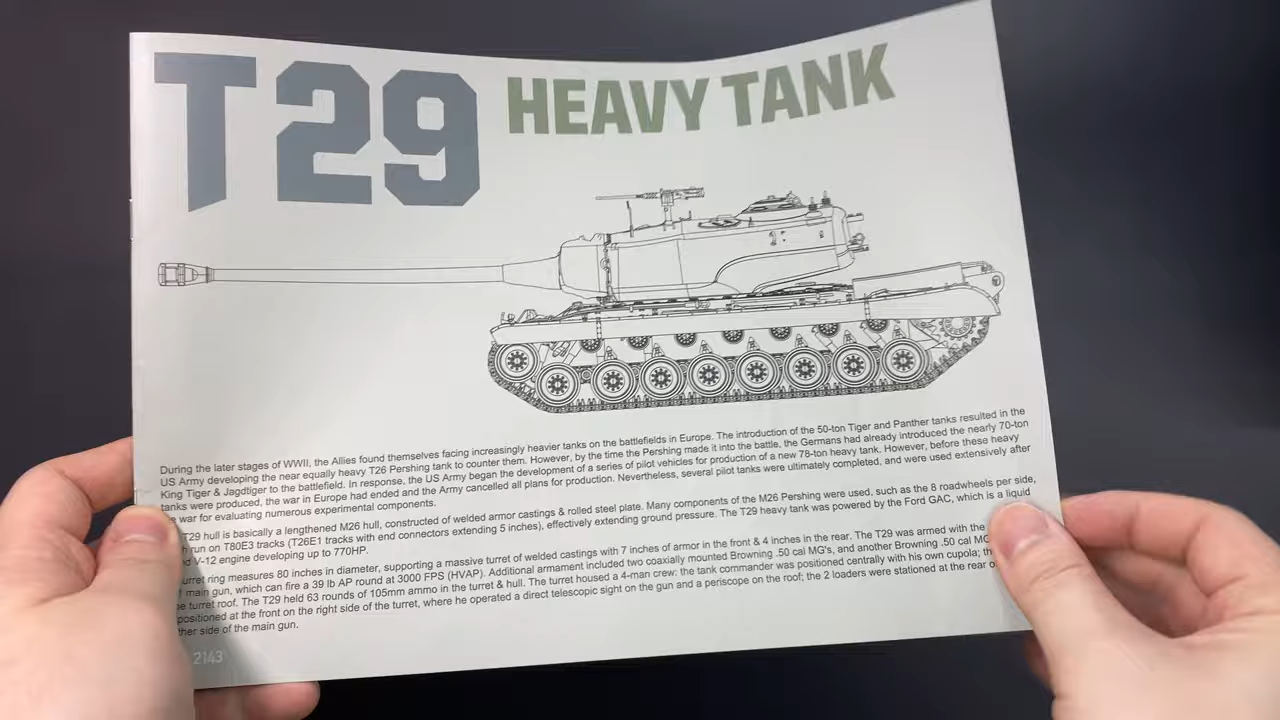 T29 HEAVY TANK
During the later stages of WWII, the Allies found themselves facing increasingly heavier tanks on the battlefields in Europe. The introduction of the 50-ton Tiger and Panther tanks resulted in the
US Army developing the near equally heavy T26 Pershing tank to counter them. However, by the time the Pershing made it into the battle, the Germans had already introduced the nearly 70-ton
King Tiger & Jagdtiger to the battlefield. In response, the US Army began the development of a series of pilot vehicles for production of a new 78-ton heavy tank. However, before these heavy
tanks were produced, the war in Europe had ended and the Army cancelled all plans for production. Nevertheless, several pilot tanks were ultimately completed, and were used extensively after
war for evaluating numerous experimental components.
T29 hull is basically a lengthened M26 hull, constructed of welded armor castings & rolled steel plate. Many components of the M26 Pershing were used, such as the 8 roadwheels per side,
run on T80E3 tracks (T26E1 tracks with end connectors extending 5 inches), effectively extending ground pressure. The T29 heavy tank was powered by the Ford GAC, which is a liquid
V-12 engine developing up to 770HP.
ring measures 80 inches in diameter, supporting a massive turret of welded castings with 7 inches of armor in the front & 4 inches in the rear. The T29 was armed with the
main gun, which can fire a 39 lb AP round at 3000 FPS (HVAP). Additional armament included two coaxially mounted Browning .50 cal MG's, and another Browning .50 cal
turret roof. The T29 held 63 rounds of 105mm ammo in the turret & hull. The turret housed a 4-man crew: the tank commander was positioned centrally with his own cupola;
positioned at the front on the right side of the turret, where he operated a direct telescopic sight on the gun and a periscope on the roof; the 2 loaders were stationed at the rear
side of the main gun.
2143